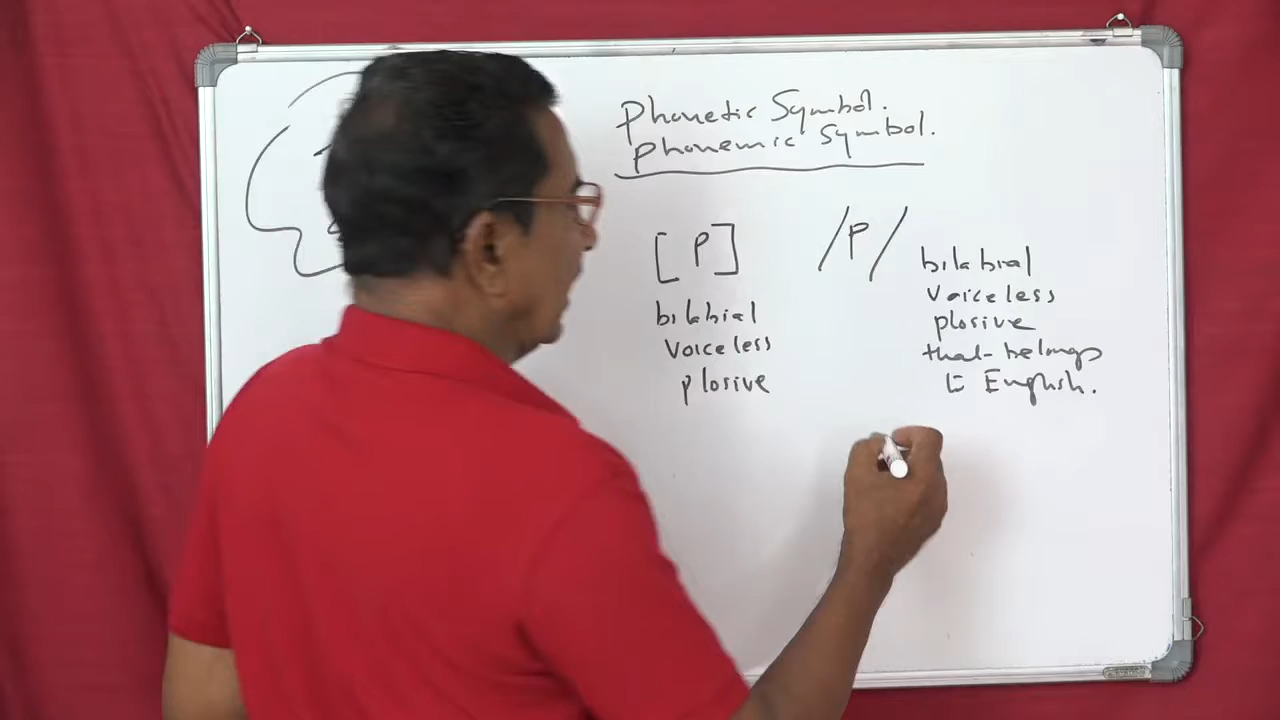 Phonetic Symbol.
Phonemic Symbol.
[P]
bilabial
Voiceless
plosive
/P/
bilabial
Voiceless
plosive
that belongs
to English.